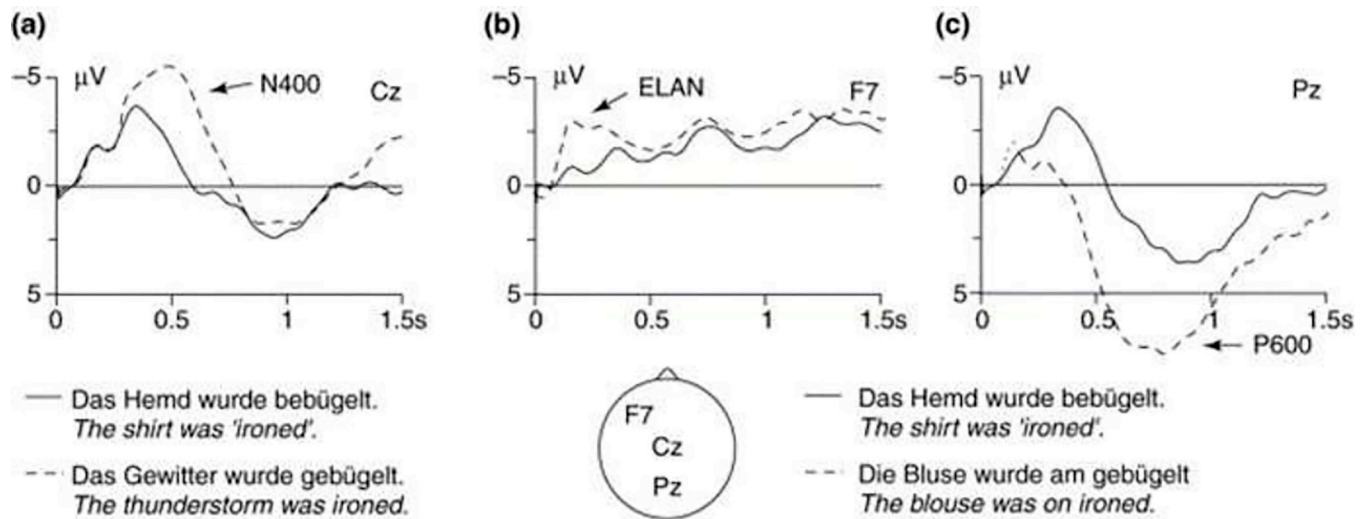 (a)
(b)
(c)
–5
µV
N400
Cz
0
5
0
0.5
1
1.5s
–5
µV
ELAN
F7
0
5
0
0.5
1
1.5s
–5
µV
Pz
0
5
0
0.5
1
1.5s
P600
Das Hemd wurde bebügelt.
The shirt was 'ironed'.
Das Gewitter wurde gebügelt.
The thunderstorm was ironed.
F7
Cz
Pz
Das Hemd wurde bebügelt.
The shirt was 'ironed'.
Die Bluse wurde am gebügelt
The blouse was on ironed.